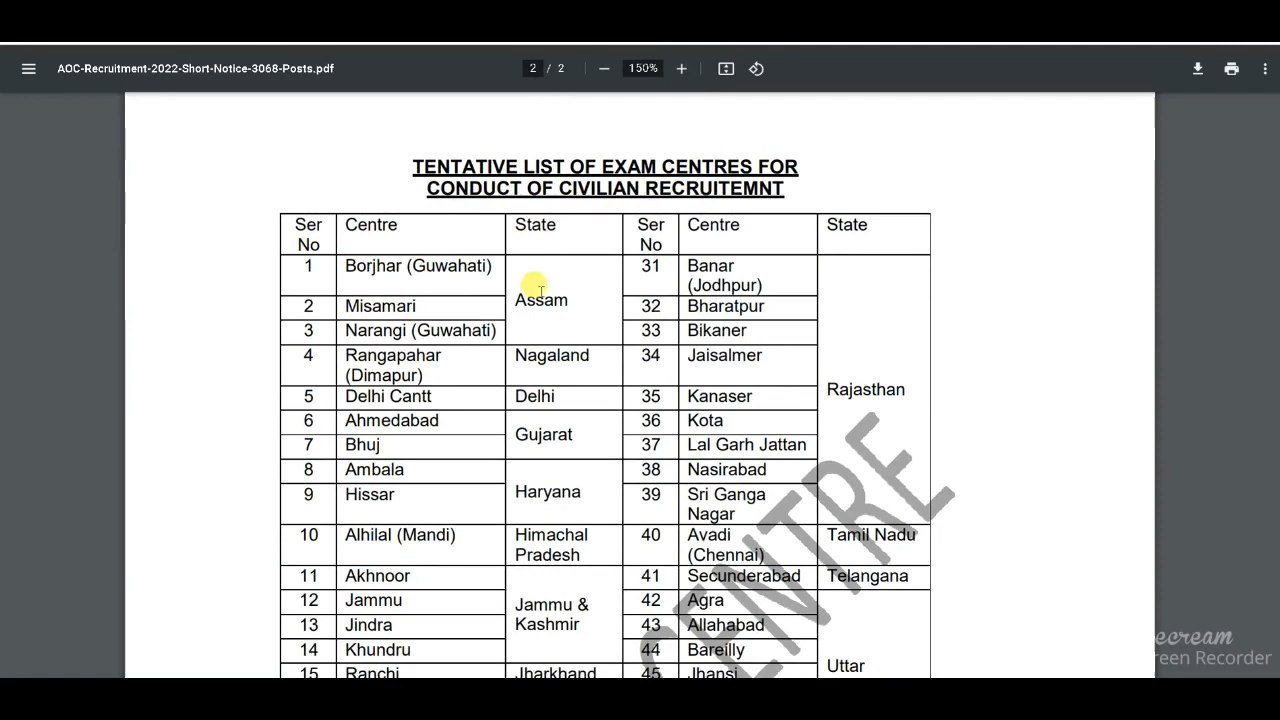 AOC-Recruitment-2022-Short-Notice-3068-Posts.pdf
2 / 2
150%
TENTATIVE LIST OF EXAM CENTRES FOR
CONDUCT OF CIVILIAN RECRUITEMNT
Ser No Centre State Ser No Centre State
1 Borjhar (Guwahati) Assam 31 Banar (Jodhpur) Rajasthan
2 Misamari 32 Bharatpur
3 Narangi (Guwahati) 33 Bikaner
4 Rangapahar (Dimapur) Nagaland 34 Jaisalmer
5 Delhi Cantt Delhi 35 Kanaser
6 Ahmedabad Gujarat 36 Kota
7 Bhuj 37 Lal Garh Jattan
8 Ambala Haryana 38 Nasirabad
9 Hissar 39 Sri Ganga Nagar
10 Alhilal (Mandi) Himachal Pradesh 40 Avadi (Chennai) Tamil Nadu
11 Akhnoor Jammu & Kashmir 41 Secunderabad Telangana
12 Jammu 42 Agra Uttar
13 Jindra 43 Allahabad
14 Khundru 44 Bareilly
15 Ranchi Jharkhand 45 Jhansi
CENTRE
ecream
reen Recorder